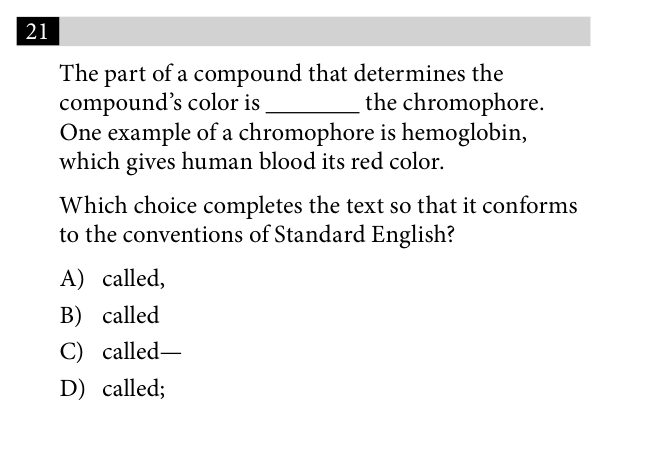 21
The part of a compound that determines the
compound’s color is ________ the chromophore.
One example of a chromophore is hemoglobin,
which gives human blood its red color.
Which choice completes the text so that it conforms
to the conventions of Standard English?
A) called,
B) called
C) called—
D) called;